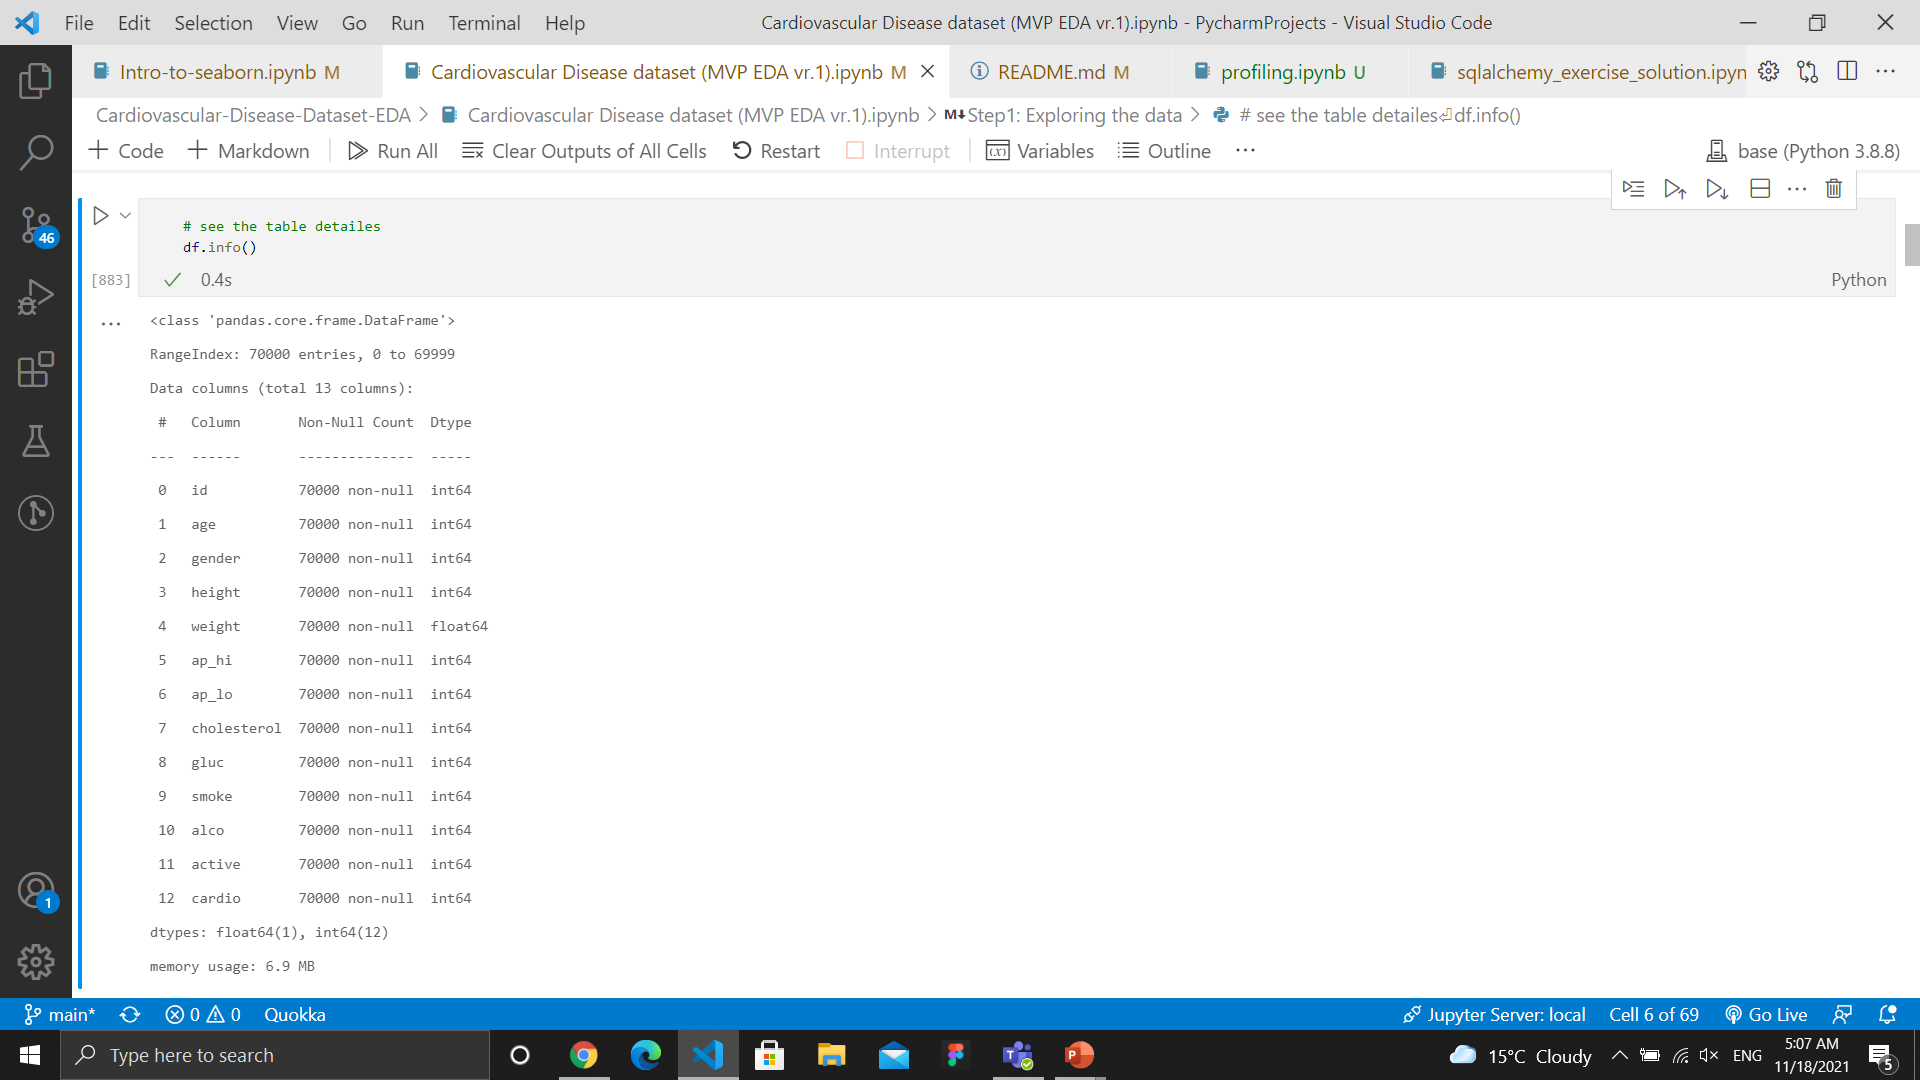 File Edit Selection View Go Run Terminal Help Cardiovascular Disease dataset (MVP EDA vr.1).ipynb - PycharmProjects - Visual Studio Code
Intro-to-seaborn.ipynb M Cardiovascular Disease dataset (MVP EDA vr.1).ipynb M README.md M profiling.ipynb U sqlalchemy_exercise_solution.ipyn
Cardiovascular-Disease-Dataset-EDA > Cardiovascular Disease dataset (MVP EDA vr.1).ipynb > M↓Step1: Exploring the data > # see the table detailes⏎df.info()
+ Code + Markdown Run All Clear Outputs of All Cells Restart Interrupt Variables Outline ...
base (Python 3.8.8)
# see the table detailes
df.info()
[883] 0.4s Python
<class 'pandas.core.frame.DataFrame'>
RangeIndex: 70000 entries, 0 to 69999
Data columns (total 13 columns):
# Column Non-Null Count Dtype
--- ------ -------------- -----
0 id 70000 non-null int64
1 age 70000 non-null int64
2 gender 70000 non-null int64
3 height 70000 non-null int64
4 weight 70000 non-null float64
5 ap_hi 70000 non-null int64
6 ap_lo 70000 non-null int64
7 cholesterol 70000 non-null int64
8 gluc 70000 non-null int64
9 smoke 70000 non-null int64
10 alco 70000 non-null int64
11 active 70000 non-null int64
12 cardio 70000 non-null int64
dtypes: float64(1), int64(12)
memory usage: 6.9 MB
46
1
main* 0 0 Quokka Jupyter Server: local Cell 6 of 69 Go Live
Type here to search 15°C Cloudy ENG 5:07 AM
11/18/2021 5